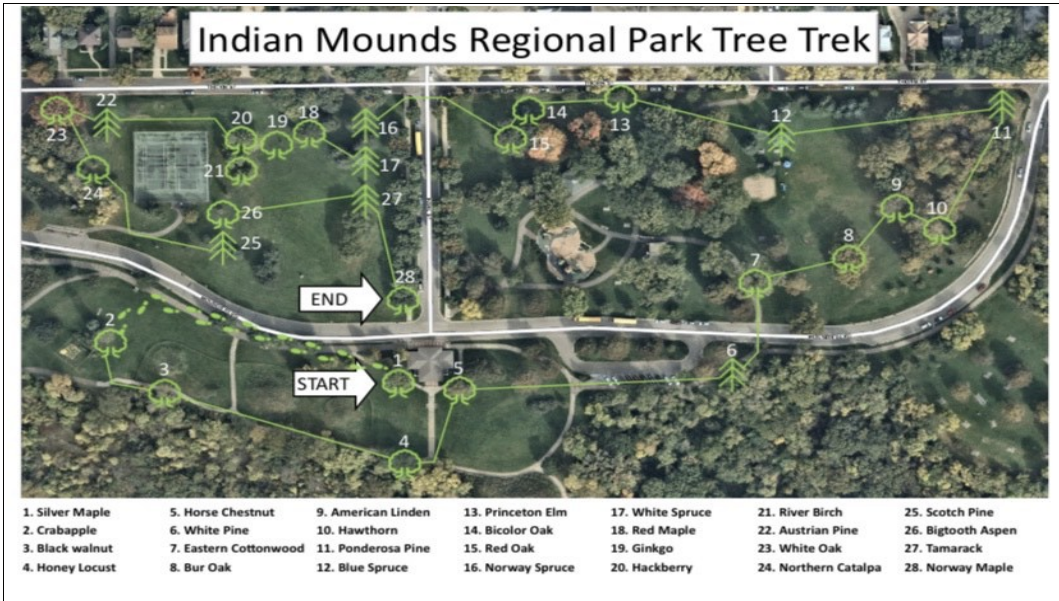 Indian Mounds Regional Park Tree Trek
22
23
20
19
18
16
14
13
15
12
11
21
17
24
27
26
25
9
10
8
7
28
END
2
1
START
3
5
6
4
1. Silver Maple
2. Crabapple
3. Black walnut
4. Honey Locust
5. Horse Chestnut
6. White Pine
7. Eastern Cottonwood
8. Bur Oak
9. American Linden
10. Hawthorn
11. Ponderosa Pine
12. Blue Spruce
13. Princeton Elm
14. Bicolor Oak
15. Red Oak
16. Norway Spruce
17. White Spruce
18. Red Maple
19. Ginkgo
20. Hackberry
21. River Birch
22. Austrian Pine
23. White Oak
24. Northern Catalpa
25. Scotch Pine
26. Bigtooth Aspen
27. Tamarack
28. Norway Maple